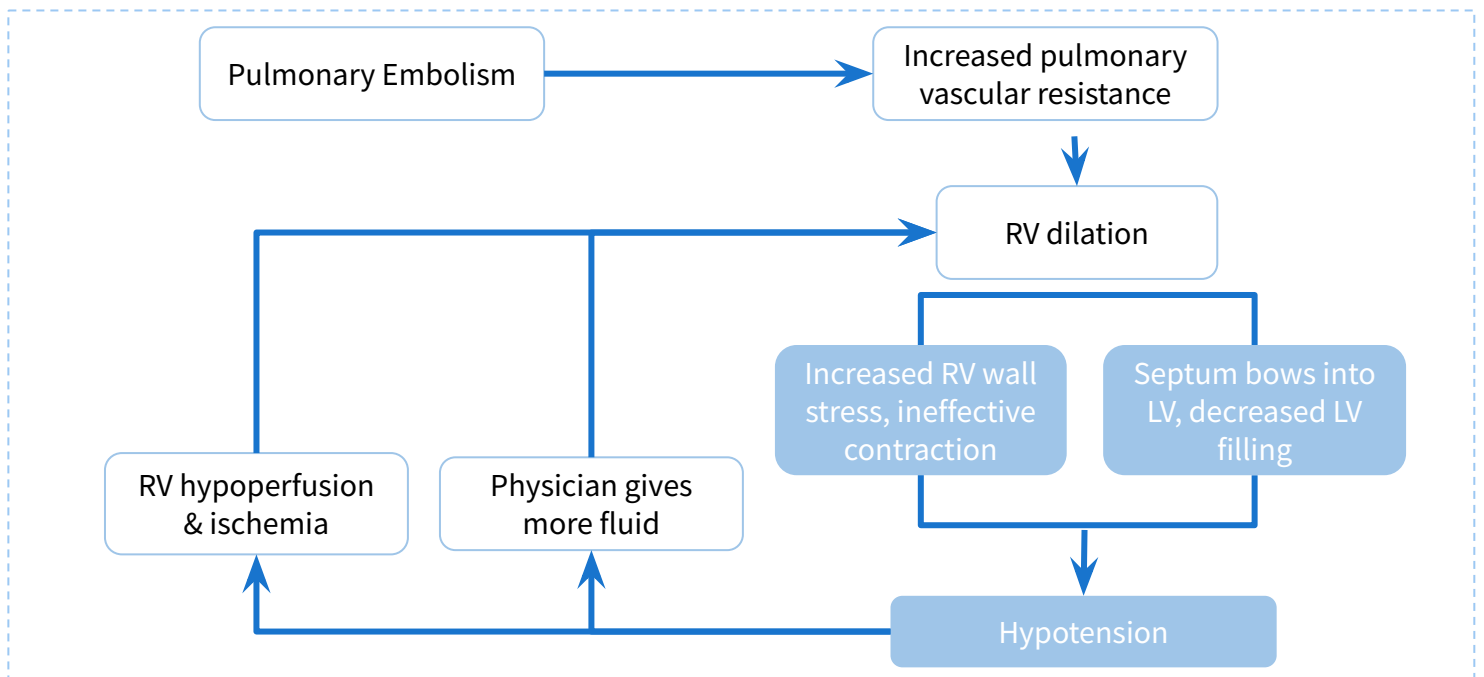 Pulmonary Embolism
Increased pulmonary
vascular resistance
RV dilation
Increased RV wall
stress, ineffective
contraction
Septum bows into
LV, decreased LV
filling
RV hypoperfusion
& ischemia
Physician gives
more fluid
Hypotension